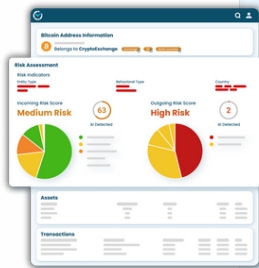 Bitcoin Address Information
Belongs to CryptoExchange
Risk Assessment
Risk Indicators
Entity Type
Behavioral Type
Country
Incoming Risk Score
Medium Risk
63
AI Detected
Outgoing Risk Score
High Risk
2
AI Detected
Assets
Transactions